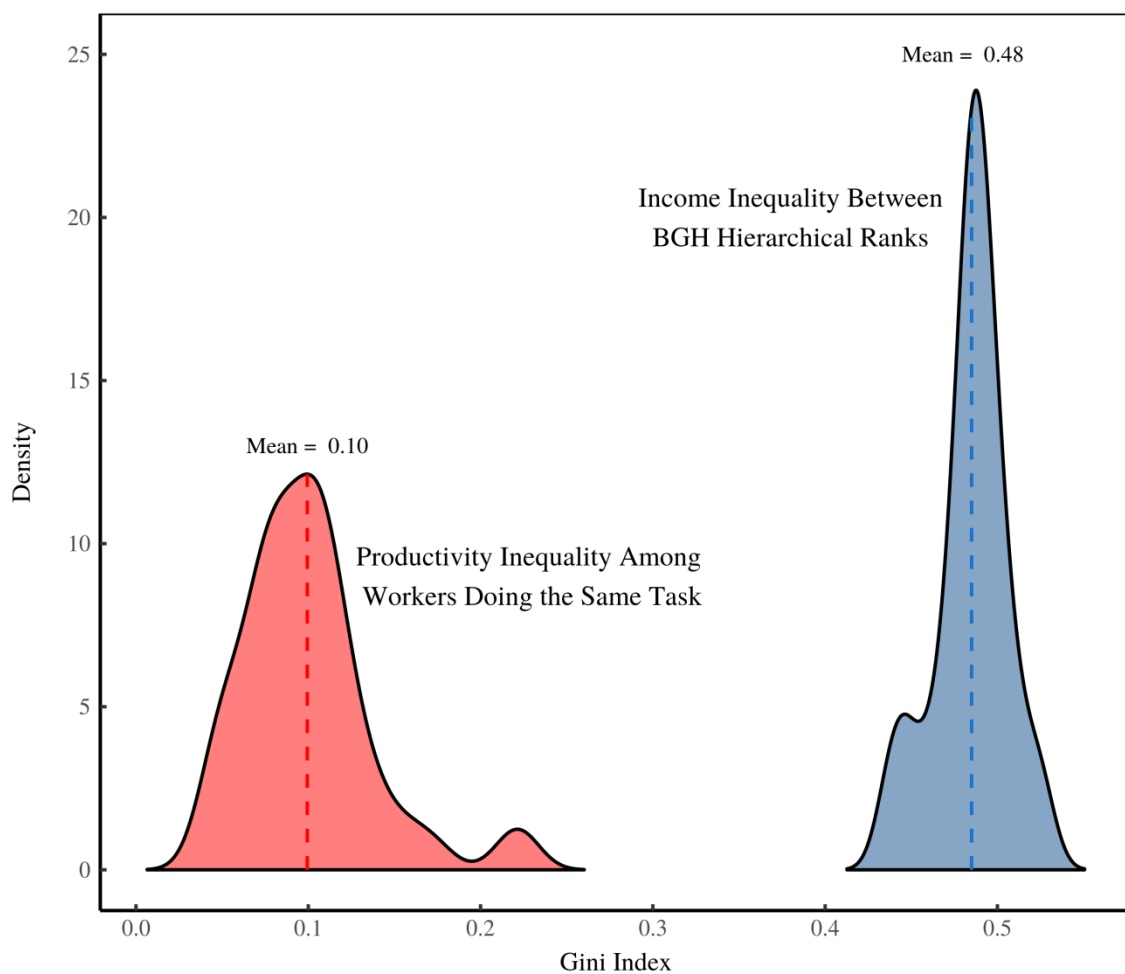 25
Mean = 0.48
Income Inequality Between
BGH Hierarchical Ranks
20
15
Mean = 0.10
Density
Productivity Inequality Among
Workers Doing the Same Task
10
5
0
0.0 0.1 0.2 0.3 0.4 0.5
Gini Index